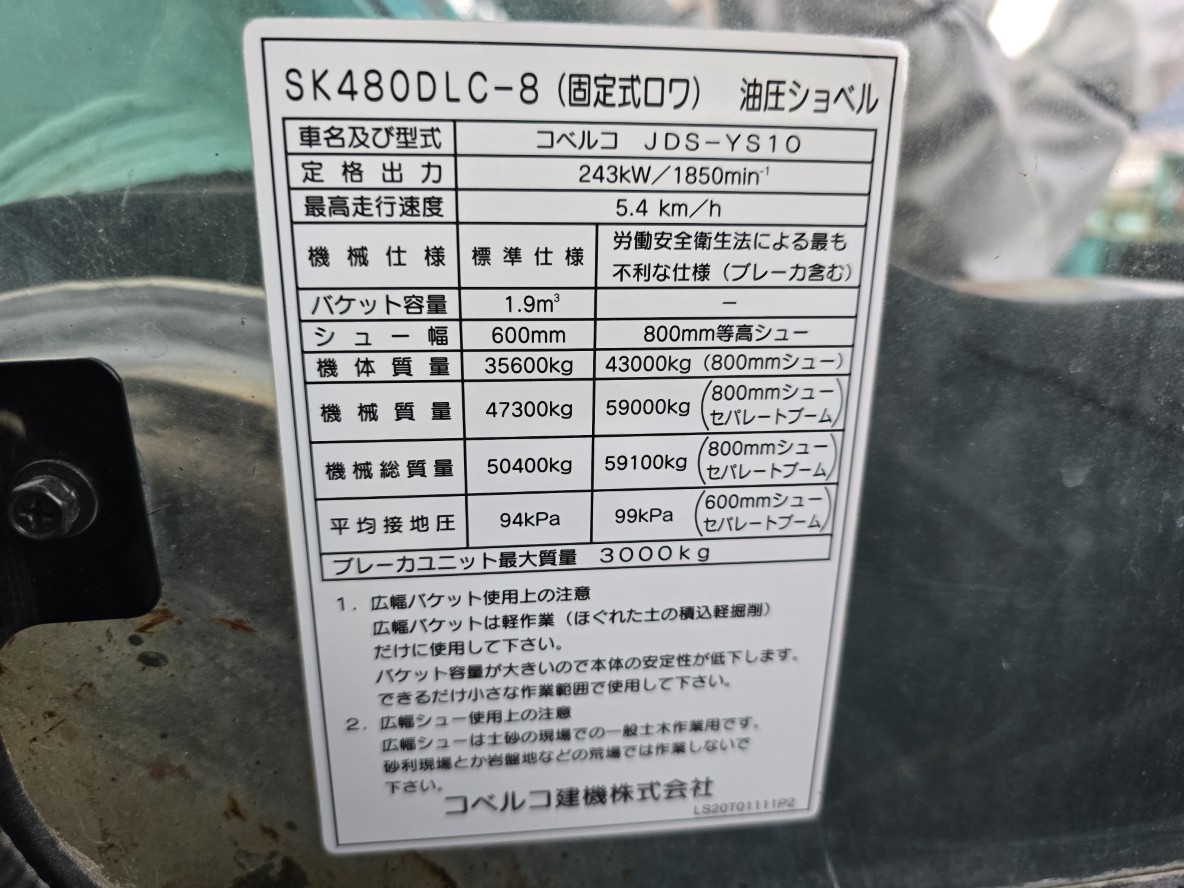 SK480DLC-8（固定式ロワ） 油圧ショベル
車名及び型式 コベルコ JDS-YS10
定格出力 243kW／1850min⁻¹
最高走行速度 5.4 km/h
機械仕様 標準仕様 労働安全衛生法による最も
不利な仕様（ブレーカ含む）
バケット容量 1.9m³ －
シュー幅 600mm 800mm等高シュー
機体質量 35600kg 43000kg（800mmシュー）
機械質量 47300kg 59000kg（800mmシュー
セパレートブーム）
機械総質量 50400kg 59100kg（800mmシュー
セパレートブーム）
平均接地圧 94kPa 99kPa（600mmシュー
セパレートブーム）
ブレーカユニット最大質量 3000kg
1．広幅バケット使用上の注意
広幅バケットは軽作業（ほぐれた土の積込軽掘削）
だけに使用して下さい。
バケット容量が大きいので本体の安定性が低下します。
できるだけ小さな作業範囲で使用して下さい。
2．広幅シュー使用上の注意
広幅シューは土砂の現場での一般土木作業用です。
砂利現場とか岩盤地などの荒場では作業しないで
下さい。
コベルコ建機株式会社
LS20T01111P2